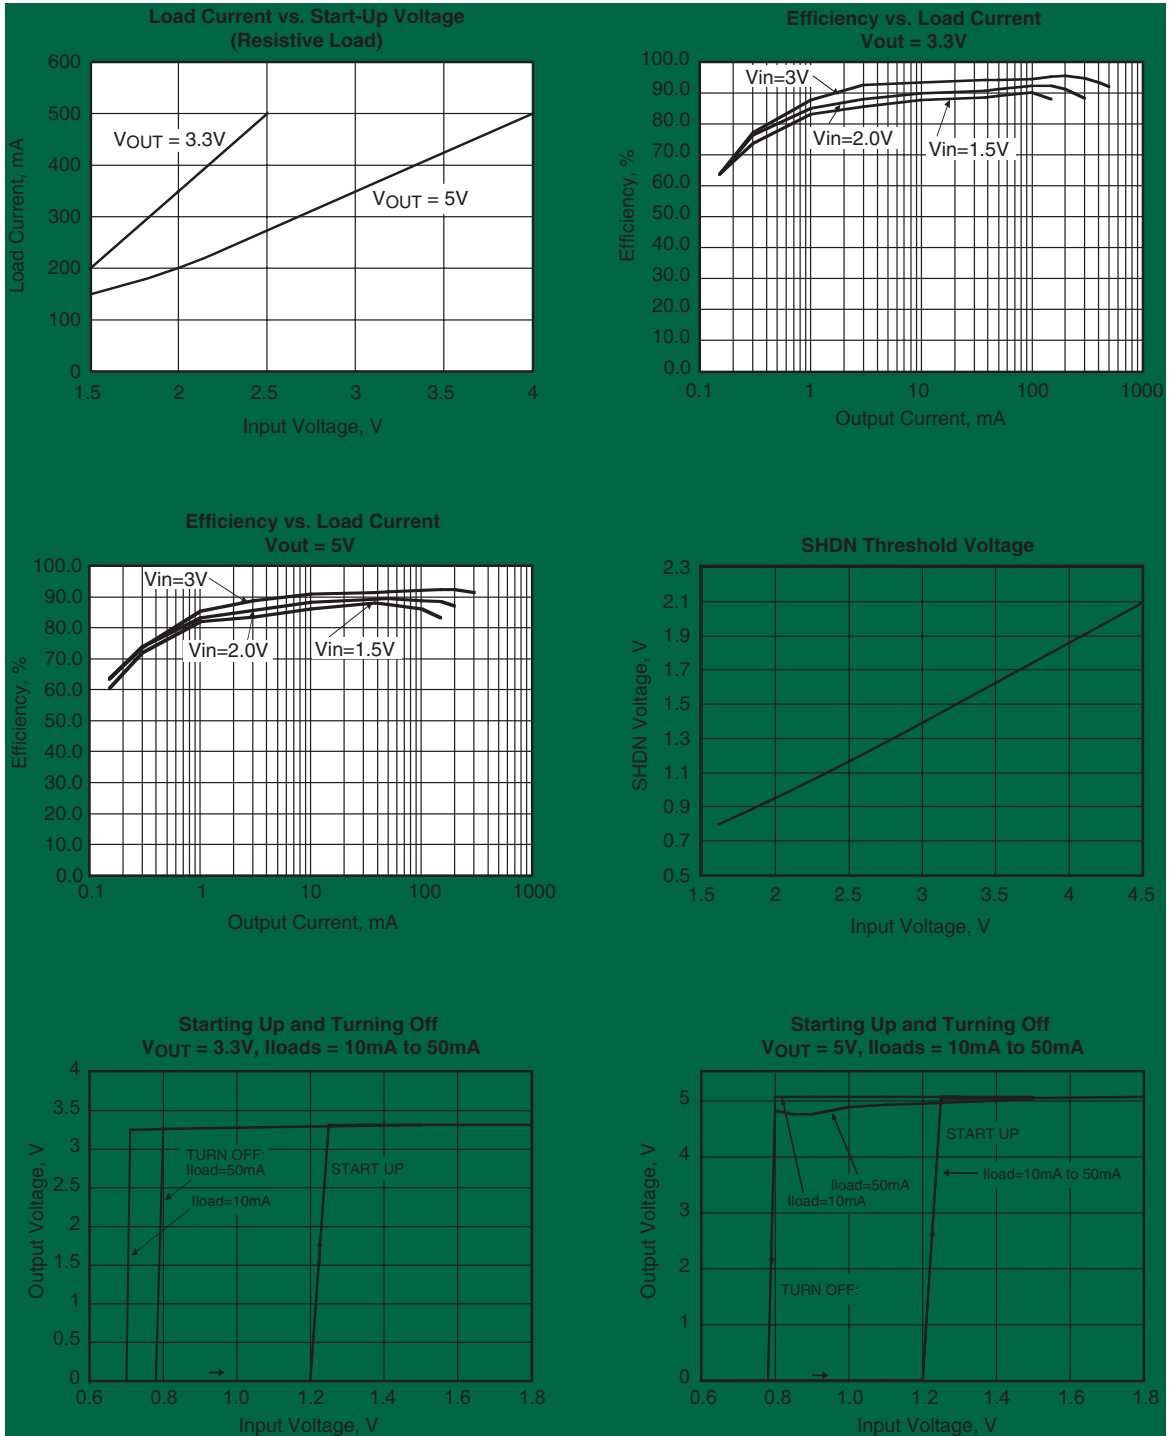 Load Current vs. Start-Up Voltage
(Resistive Load)
600
500
400
300
200
100
0
Load Current, mA
VOUT = 3.3V
VOUT = 5V
1.5
2
2.5
3
3.5
4
Input Voltage, V
Efficiency vs. Load Current
Vout = 3.3V
100.0
90.0
80.0
70.0
60.0
50.0
40.0
30.0
20.0
10.0
0.0
Efficiency, %
Vin=3V
Vin=2.0V
Vin=1.5V
0.1
1
10
100
1000
Output Current, mA
Efficiency vs. Load Current
Vout = 5V
100.0
90.0
80.0
70.0
60.0
50.0
40.0
30.0
20.0
10.0
0.0
Efficiency, %
Vin=3V
Vin=2.0V
Vin=1.5V
0.1
1
10
100
1000
Output Current, mA
SHDN Threshold Voltage
2.3
2.1
1.9
1.7
1.5
1.3
1.1
0.9
0.7
0.5
SHDN Voltage, V
1.5
2
2.5
3
3.5
4
4.5
Input Voltage, V
Starting Up and Turning Off
VOUT = 3.3V, Iloads = 10mA to 50mA
4
3.5
3
2.5
2
1.5
1
0.5
0
Output Voltage, V
TURN OFF:
Iload=50mA
Iload=10mA
START UP
0.6
0.8
1.0
1.2
1.4
1.6
1.8
Input Voltage, V
Starting Up and Turning Off
VOUT = 5V, Iloads = 10mA to 50mA
5
4
3
2
1
0
Output Voltage, V
START UP
Iload=50mA
Iload=10mA to 50mA
Iload=10mA
TURN OFF:
0.6
0.8
1.0
1.2
1.4
1.6
1.8
Input Voltage, V